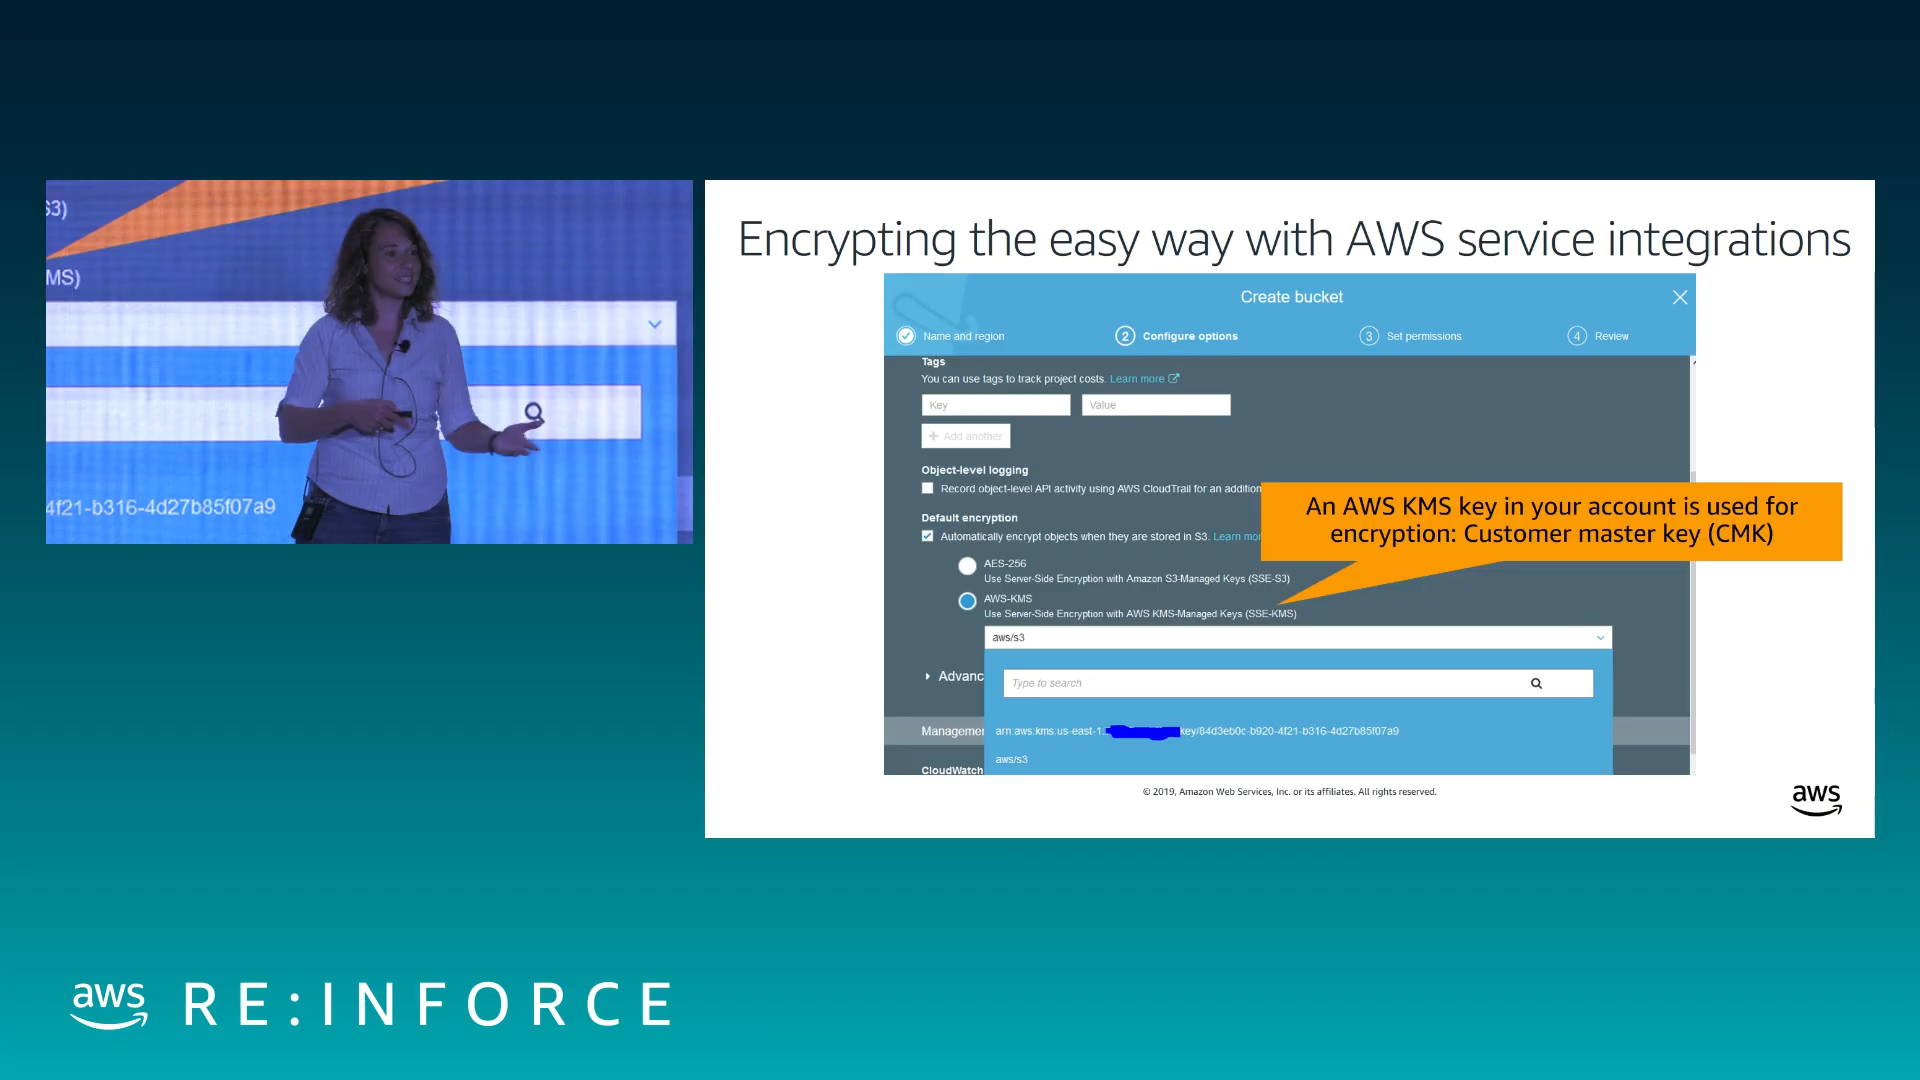 S3)
KMS)
4f21-b316-4d27b85f07a9
Encrypting the easy way with AWS service integrations
Create bucket
Name and region
2 Configure options
3 Set permissions
4 Review
Tags
You can use tags to track project costs. Learn more
Key
Value
+ Add another
Object-level logging
Record object-level API activity using AWS CloudTrail for an addition
Default encryption
Automatically encrypt objects when they are stored in S3. Learn mor
An AWS KMS key in your account is used for
encryption: Customer master key (CMK)
AES-256
Use Server-Side Encryption with Amazon S3-Managed Keys (SSE-S3)
AWS-KMS
Use Server-Side Encryption with AWS KMS-Managed Keys (SSE-KMS)
aws/s3
Advanc
Type to search
Managemen
arn:aws:kms:us-east-1: key/84d3eb0c-b920-4f21-b316-4d27b85f07a9
aws/s3
CloudWatch
© 2019, Amazon Web Services, Inc. or its affiliates. All rights reserved.
aws
aws RE:INFORCE